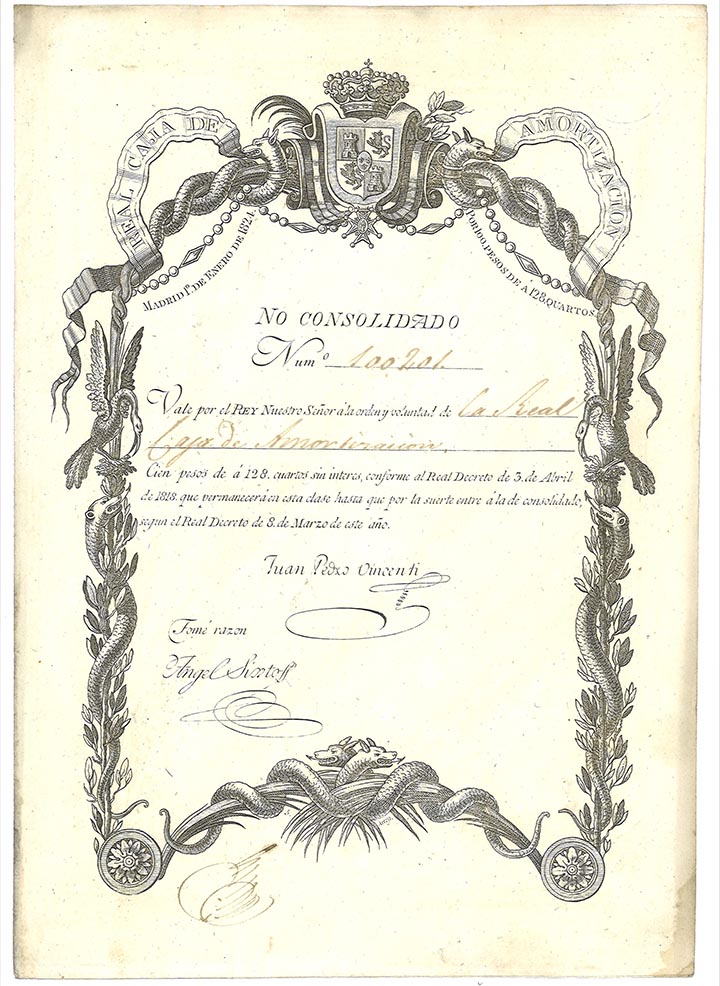 REAL CAJA DE AMORTIZACION
MADRID 1º. DE ENERO DE 1824.
POR 100. PESOS DE A 128. QUARTOS.
NO CONSOLIDADO
Num.º 100201.
Vale por el REY Nuestro Señor á la orden y voluntad de la Real
Caja de Amortizacion.
Cien pesos de á 128. cuartos sin interes, conforme al Real Decreto de 3. de Abril
de 1818. que permanecerá en esta clase hasta que por la suerte entre á la de consolidado,
segun el Real Decreto de 8. de Marzo de este año.
Juan Pedro Vincenti
Tomé razon
Angel Sixto